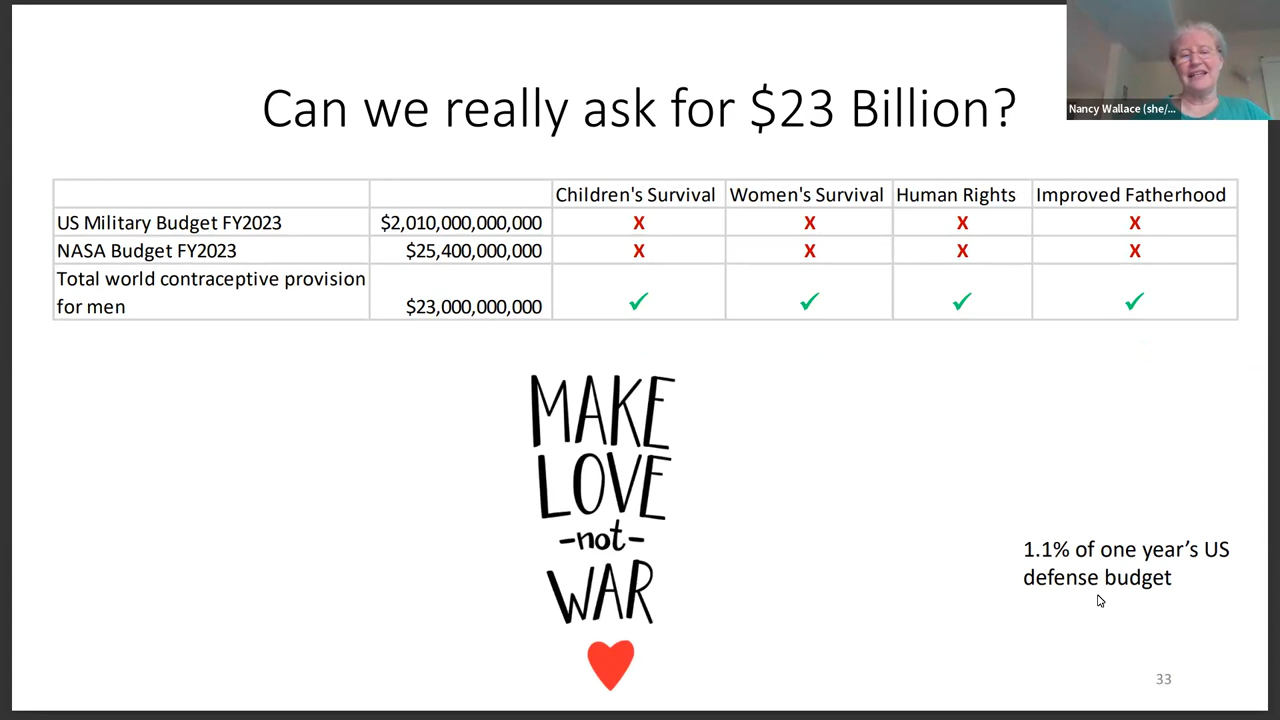 Can we really ask for $23 Billion?
Nancy Wallace (she/...
Children's Survival Women's Survival Human Rights Improved Fatherhood
US Military Budget FY2023 $2,010,000,000,000 X X X X
NASA Budget FY2023 $25,400,000,000 X X X X
Total world contraceptive provision
for men $23,000,000,000 ✓ ✓ ✓ ✓
MAKE
LOVE
-not-
WAR
1.1% of one year’s US
defense budget
33